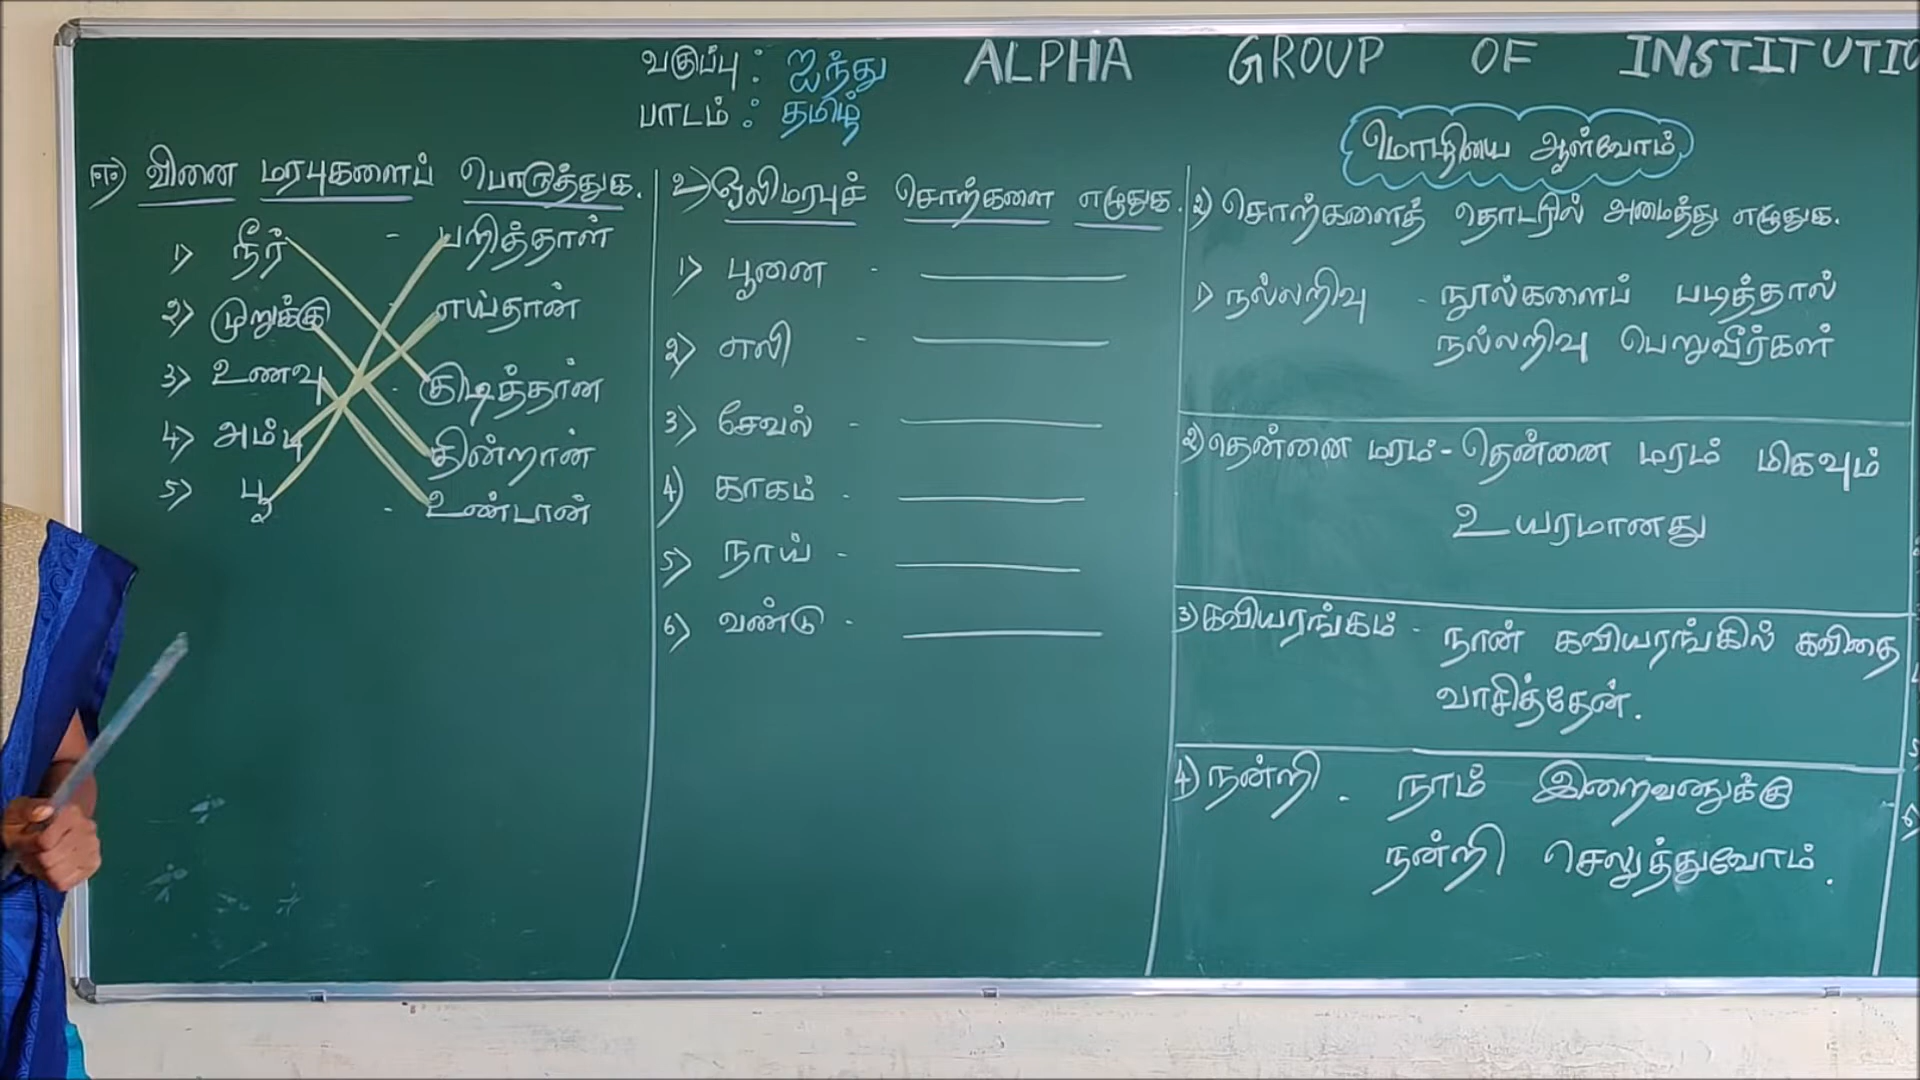 வகுப்பு : ஐந்து
ALPHA GROUP OF INSTITUTIO
பாடம் : தமிழ்
மொழியை ஆள்வோம்
ஈ) வினை மரபுகளைப் பொருத்துக.
1) நீர் - பறித்தாள்
2) முறுக்கு - எய்தான்
3) உணவு - குடித்தான்
4) அம்பு தின்றான்
5) பூ - உண்டான்
உ) ஒலிமரபுச் சொற்களை எழுதுக.
1) பூனை -
2) எலி -
3) சேவல் -
4) காகம் -
5) நாய் -
6) வண்டு -
2) சொற்களைத் தொடரில் அமைத்து எழுதுக.
1) நல்லறிவு - நூல்களைப் படித்தால்
நல்லறிவு பெறுவீர்கள்
2) தென்னை மரம் - தென்னை மரம் மிகவும்
உயரமானது
3) கவியரங்கம் - நான் கவியரங்கில் கவிதை
வாசித்தேன்.
4) நன்றி - நாம் இறைவனுக்கு
நன்றி செலுத்துவோம்.